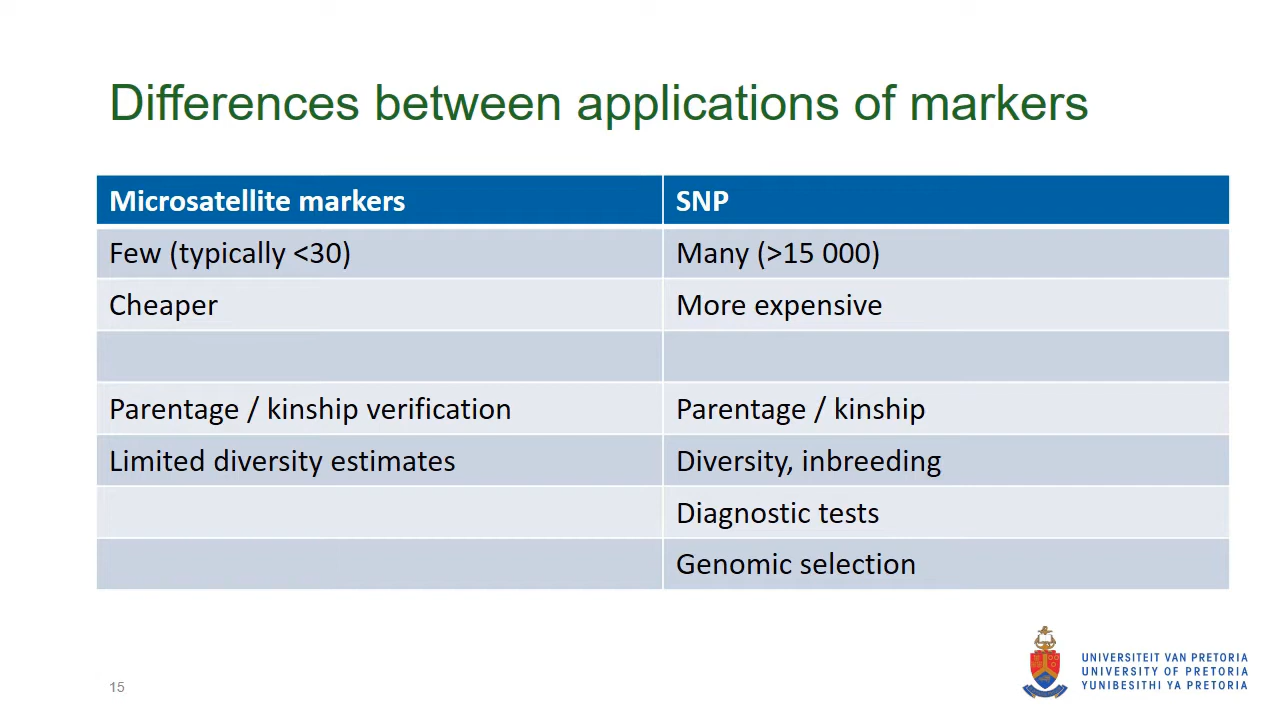 Differences between applications of markers
Microsatellite markers SNP
Few (typically <30) Many (>15 000)
Cheaper More expensive
Parentage / kinship verification Parentage / kinship
Limited diversity estimates Diversity, inbreeding
Diagnostic tests
Genomic selection
UNIVERSITEIT VAN PRETORIA
UNIVERSITY OF PRETORIA
YUNIBESITHI YA PRETORIA
15